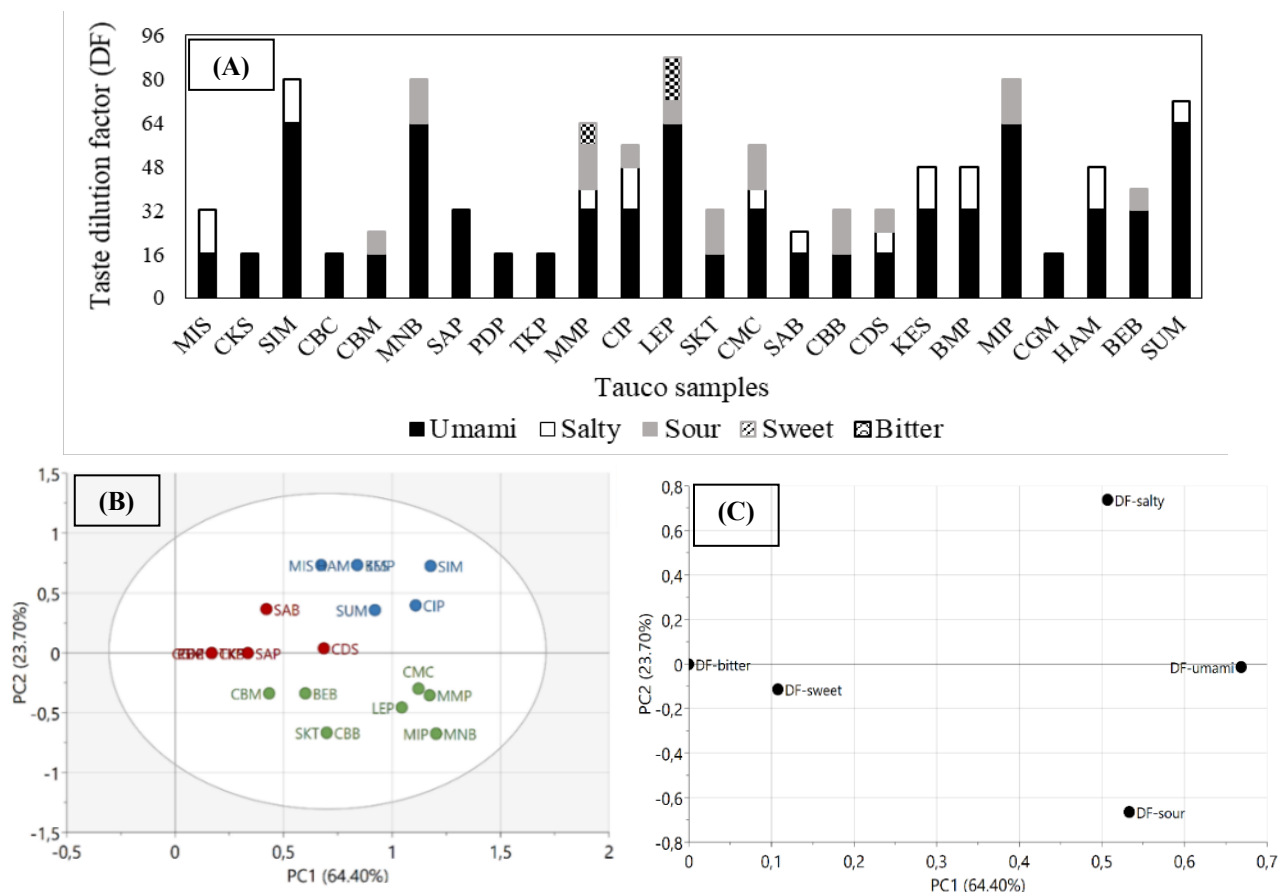 (A)
Taste dilution factor (DF)
96
80
64
48
32
16
0
MIS CKS SIM CBC CBM MNB SAP PDP TKP MMP CIP LEP SKT CMC SAB CBB CDS KES BMP MIP CGM HAM BEB SUM
Tauco samples
Umami Salty Sour Sweet Bitter
(B)
PC2 (23.70%)
1,5
1
0,5
0
-0,5
-1
-1,5
MIS HAM SIM
SUM CIP
SAB
SAP CDS
CMC
CBM BEB MMP
LEP
SKT CBB MIP MNB
-0,5 0 0,5 1 1,5 2
PC1 (64.40%)
(C)
PC2 (23.70%)
0,8
0,6
0,4
0,2
0
-0,2
-0,4
-0,6
-0,8
DF-salty
DF-bitter
DF-umami
DF-sweet
DF-sour
0 0,1 0,2 0,3 0,4 0,5 0,6 0,7
PC1 (64.40%)